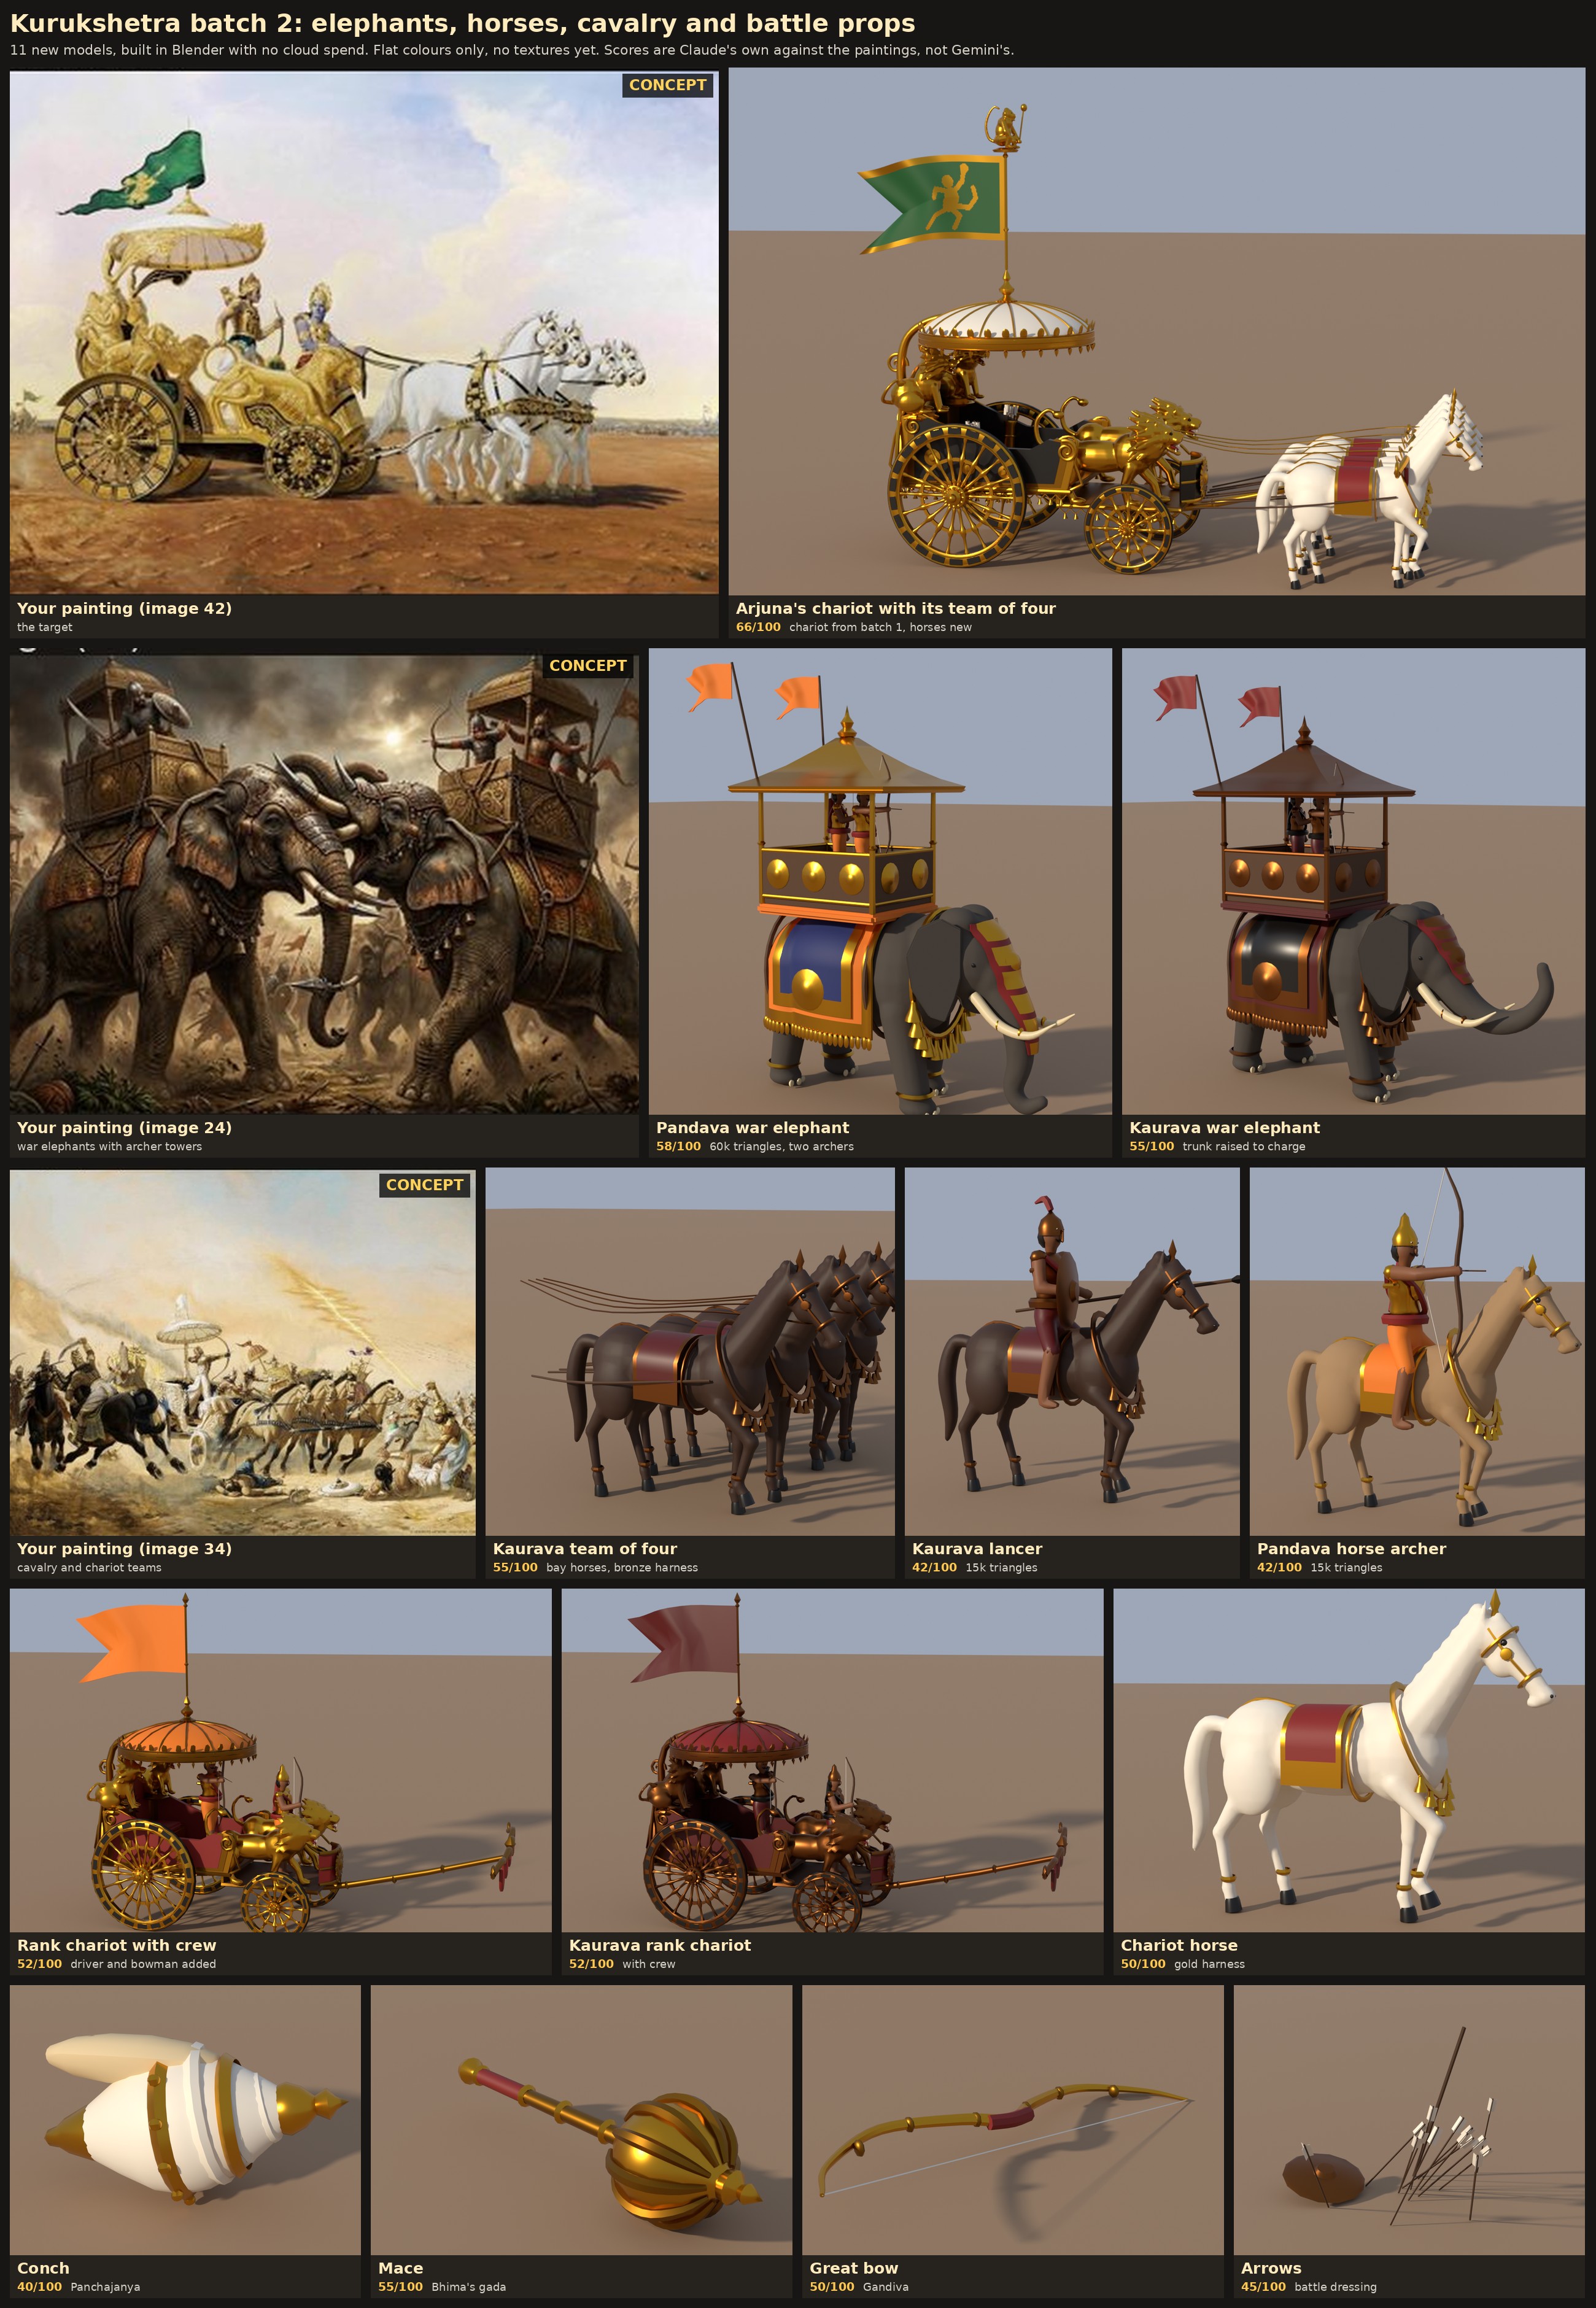 Kurukshetra batch 2: elephants, horses, cavalry and battle props
11 new models, built in Blender with no cloud spend. Flat colours only, no textures yet. Scores are Claude's own against the paintings, not Gemini's.
CONCEPT
Your painting (image 42)
the target
Arjuna's chariot with its team of four
66/100 chariot from batch 1, horses new
CONCEPT
Your painting (image 24)
war elephants with archer towers
Pandava war elephant
58/100 60k triangles, two archers
Kaurava war elephant
55/100 trunk raised to charge
CONCEPT
Your painting (image 34)
cavalry and chariot teams
Kaurava team of four
55/100 bay horses, bronze harness
Kaurava lancer
42/100 15k triangles
Pandava horse archer
42/100 15k triangles
Rank chariot with crew
52/100 driver and bowman added
Kaurava rank chariot
52/100 with crew
Chariot horse
50/100 gold harness
Conch
40/100 Panchajanya
Mace
55/100 Bhima's gada
Great bow
50/100 Gandiva
Arrows
45/100 battle dressing